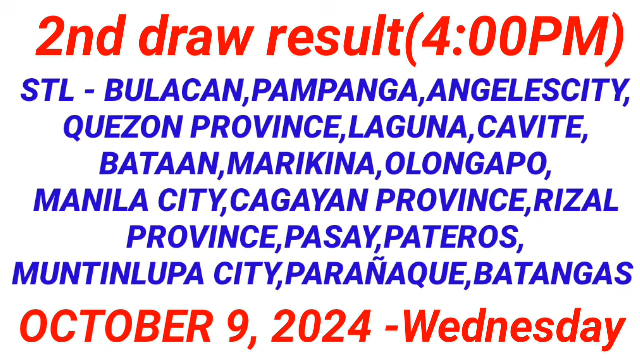 2nd draw result(4:00PM)
STL - BULACAN,PAMPANGA,ANGELESCITY,
QUEZON PROVINCE,LAGUNA,CAVITE,
BATAAN,MARIKINA,OLONGAPO,
MANILA CITY,CAGAYAN PROVINCE,RIZAL
PROVINCE,PASAY,PATEROS,
MUNTINLUPA CITY,PARAÑAQUE,BATANGAS
OCTOBER 9, 2024 -Wednesday